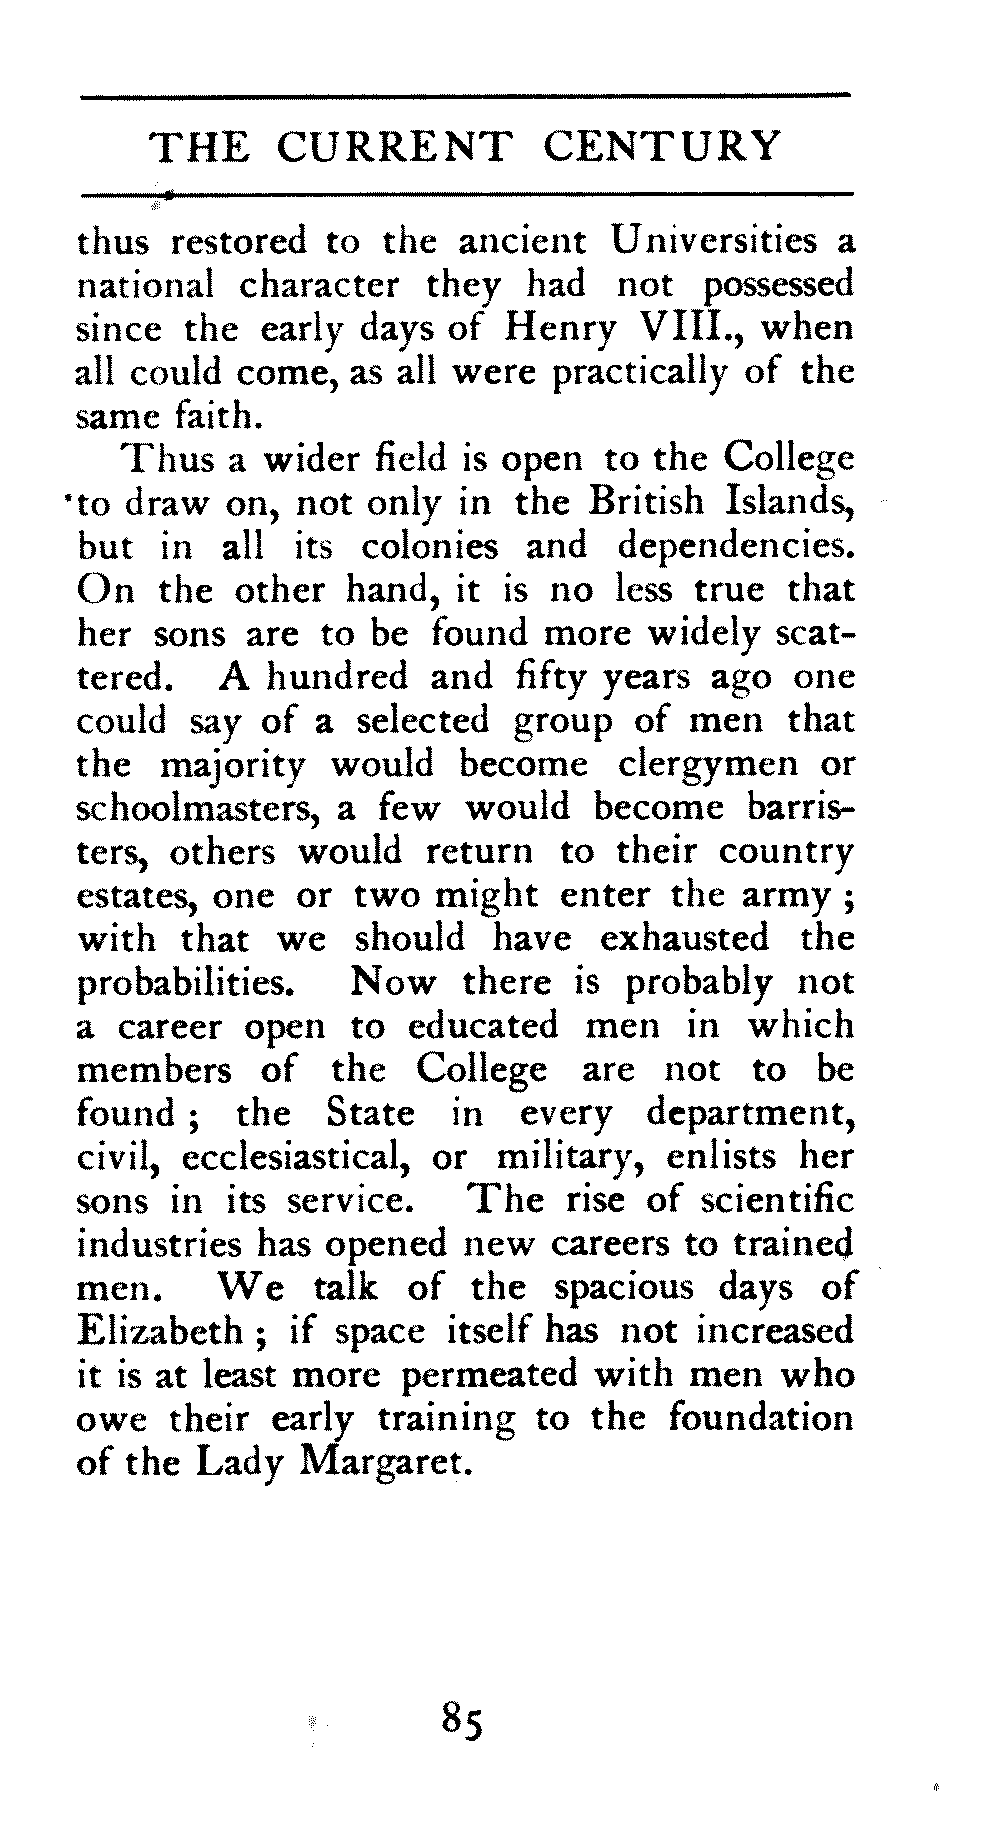 THE CURRENT CENTURY
thus restored to the ancient Universities a
national character they had not possessed
since the early days of Henry VIII., when
all could come, as all were practically of the
same faith.
Thus a wider field is open to the College
to draw on, not only in the British Islands,
but in all its colonies and dependencies.
On the other hand, it is no less true that
her sons are to be found more widely scat-
tered. A hundred and fifty years ago one
could say of a selected group of men that
the majority would become clergymen or
schoolmasters, a few would become barris-
ters, others would return to their country
estates, one or two might enter the army ;
with that we should have exhausted the
probabilities. Now there is probably not
a career open to educated men in which
members of the College are not to be
found ; the State in every department,
civil, ecclesiastical, or military, enlists her
sons in its service. The rise of scientific
industries has opened new careers to trained
men. We talk of the spacious days of
Elizabeth ; if space itself has not increased
it is at least more permeated with men who
owe their early training to the foundation
of the Lady Margaret.
85